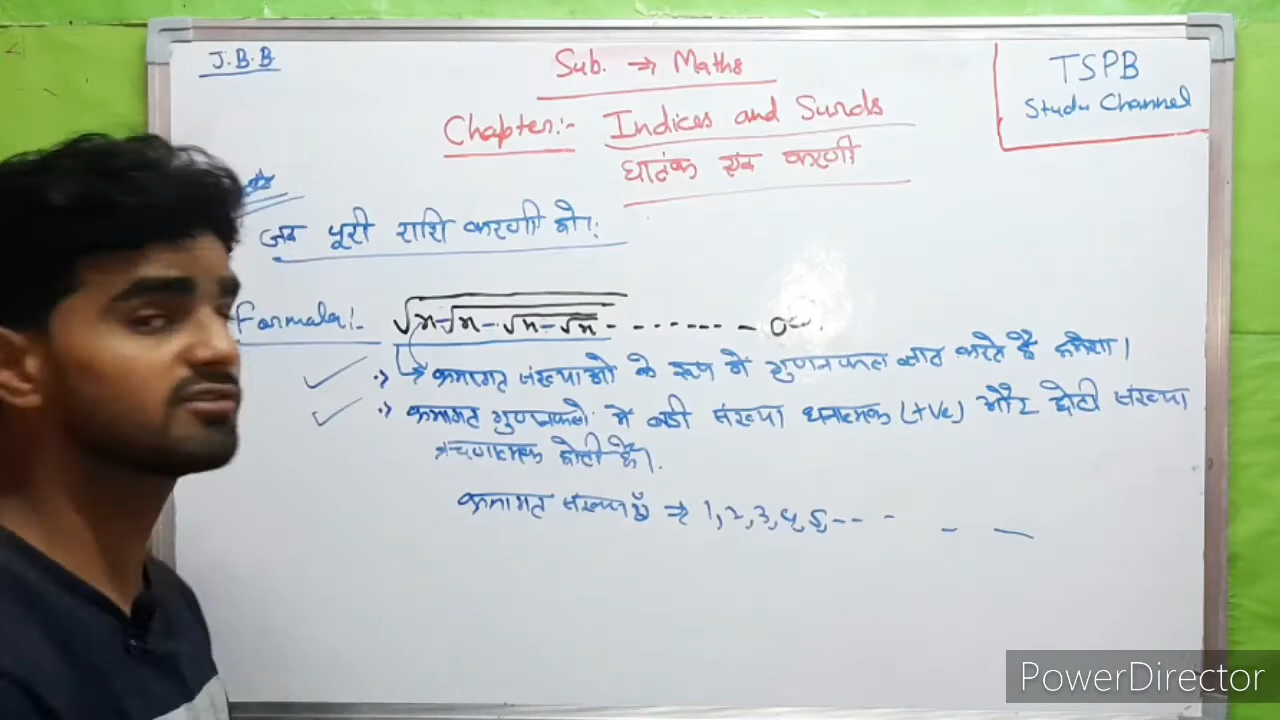 J.B.B
Sub. → Maths
TSPB
Study Channel
Chapter:- Indices and Surds
घातंक एवं करणी
जब पूरी राशि करणी हो।:
Formula:- √n-√n-√n-√n- - - - - - - - ∞.
•> → क्रमागत संख्याओ के रूप में गुणनफल ज्ञात करते है हमेशा।
•> क्रमागत गुणनफलो में बडी संख्या धनात्मक (+Ve) और छोटी संख्या
ऋणात्मक होती है।
क्रमागत संख्याएँ → 1,2,3,4,5,-- - - -
PowerDirector